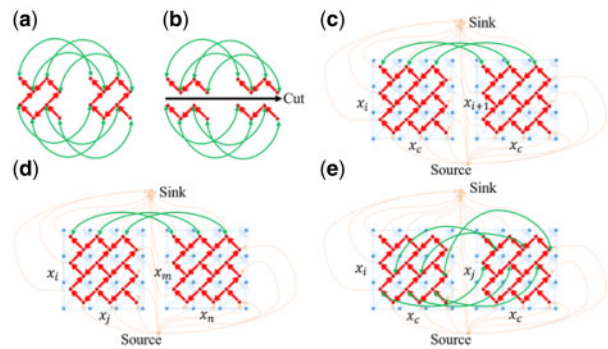 (a)
(b)
Cut
(c)
Sink
x_i
x_{i+1}
x_c
x_c
Source
(d)
Sink
x_i
x_m
x_j
x_n
Source
(e)
Sink
x_i
x_j
x_c
x_c
Source